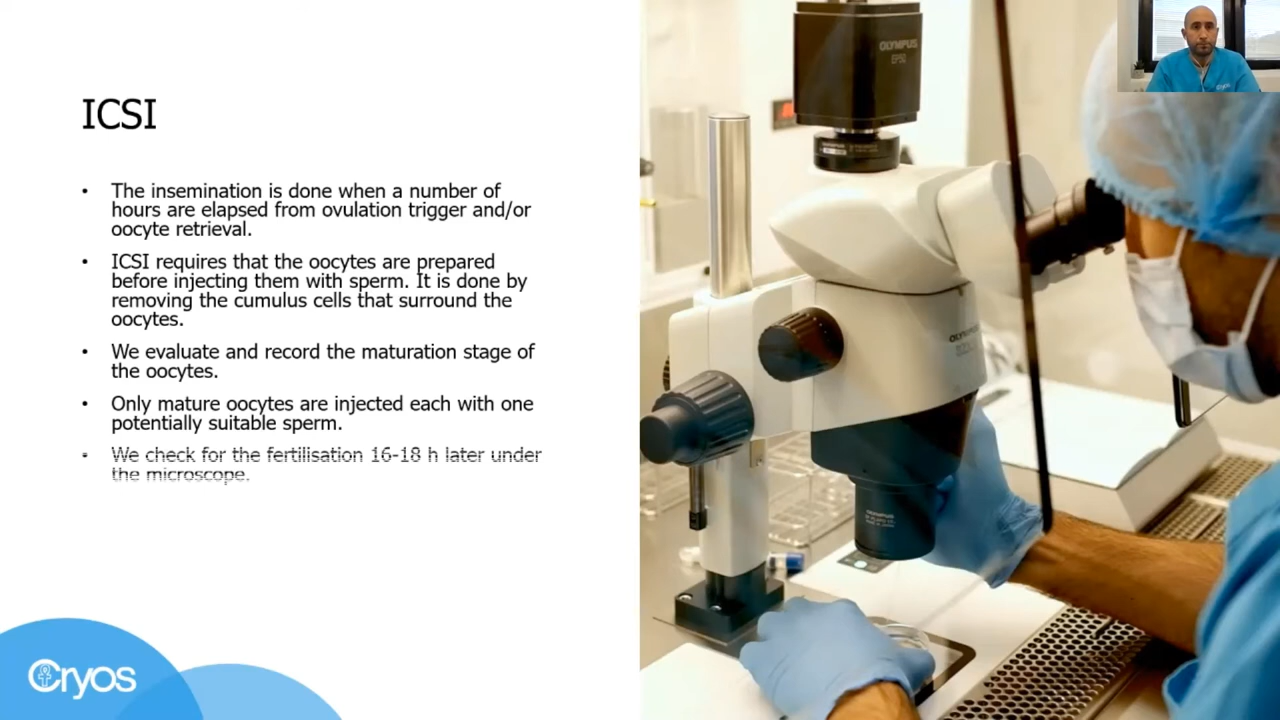 ICSI
• The insemination is done when a number of
hours are elapsed from ovulation trigger and/or
oocyte retrieval.
• ICSI requires that the oocytes are prepared
before injecting them with sperm. It is done by
removing the cumulus cells that surround the
oocytes.
• We evaluate and record the maturation stage of
the oocytes.
• Only mature oocytes are injected each with one
potentially suitable sperm.
• We check for the fertilisation 16-18 h later under
the microscope.
Cryos
OLYMPUS
EP50
OLYMPUS
OLYMPUS
Cryos